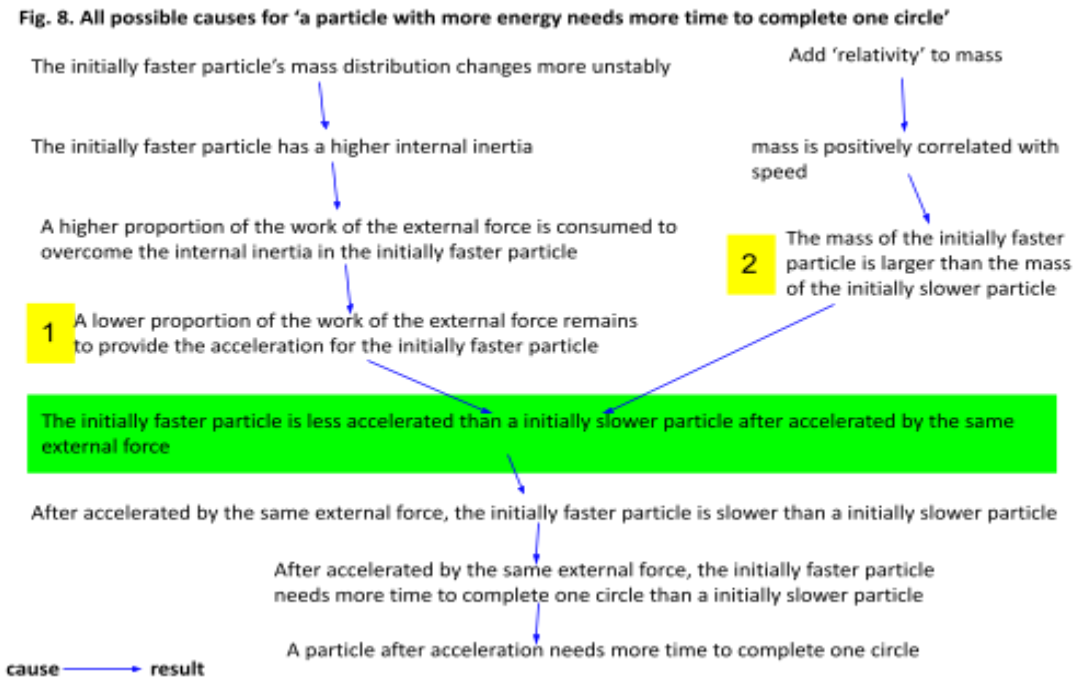 Fig. 8. All possible causes for ‘a particle with more energy needs more time to complete one circle’
The initially faster particle’s mass distribution changes more unstably
Add ‘relativity’ to mass
The initially faster particle has a higher internal inertia
mass is positively correlated with
speed
A higher proportion of the work of the external force is consumed to
overcome the internal inertia in the initially faster particle
2
The mass of the initially faster
particle is larger than the mass
of the initially slower particle
1
A lower proportion of the work of the external force remains
to provide the acceleration for the initially faster particle
The initially faster particle is less accelerated than a initially slower particle after accelerated by the same
external force
After accelerated by the same external force, the initially faster particle is slower than a initially slower particle
After accelerated by the same external force, the initially faster particle
needs more time to complete one circle than a initially slower particle
A particle after acceleration needs more time to complete one circle
cause result